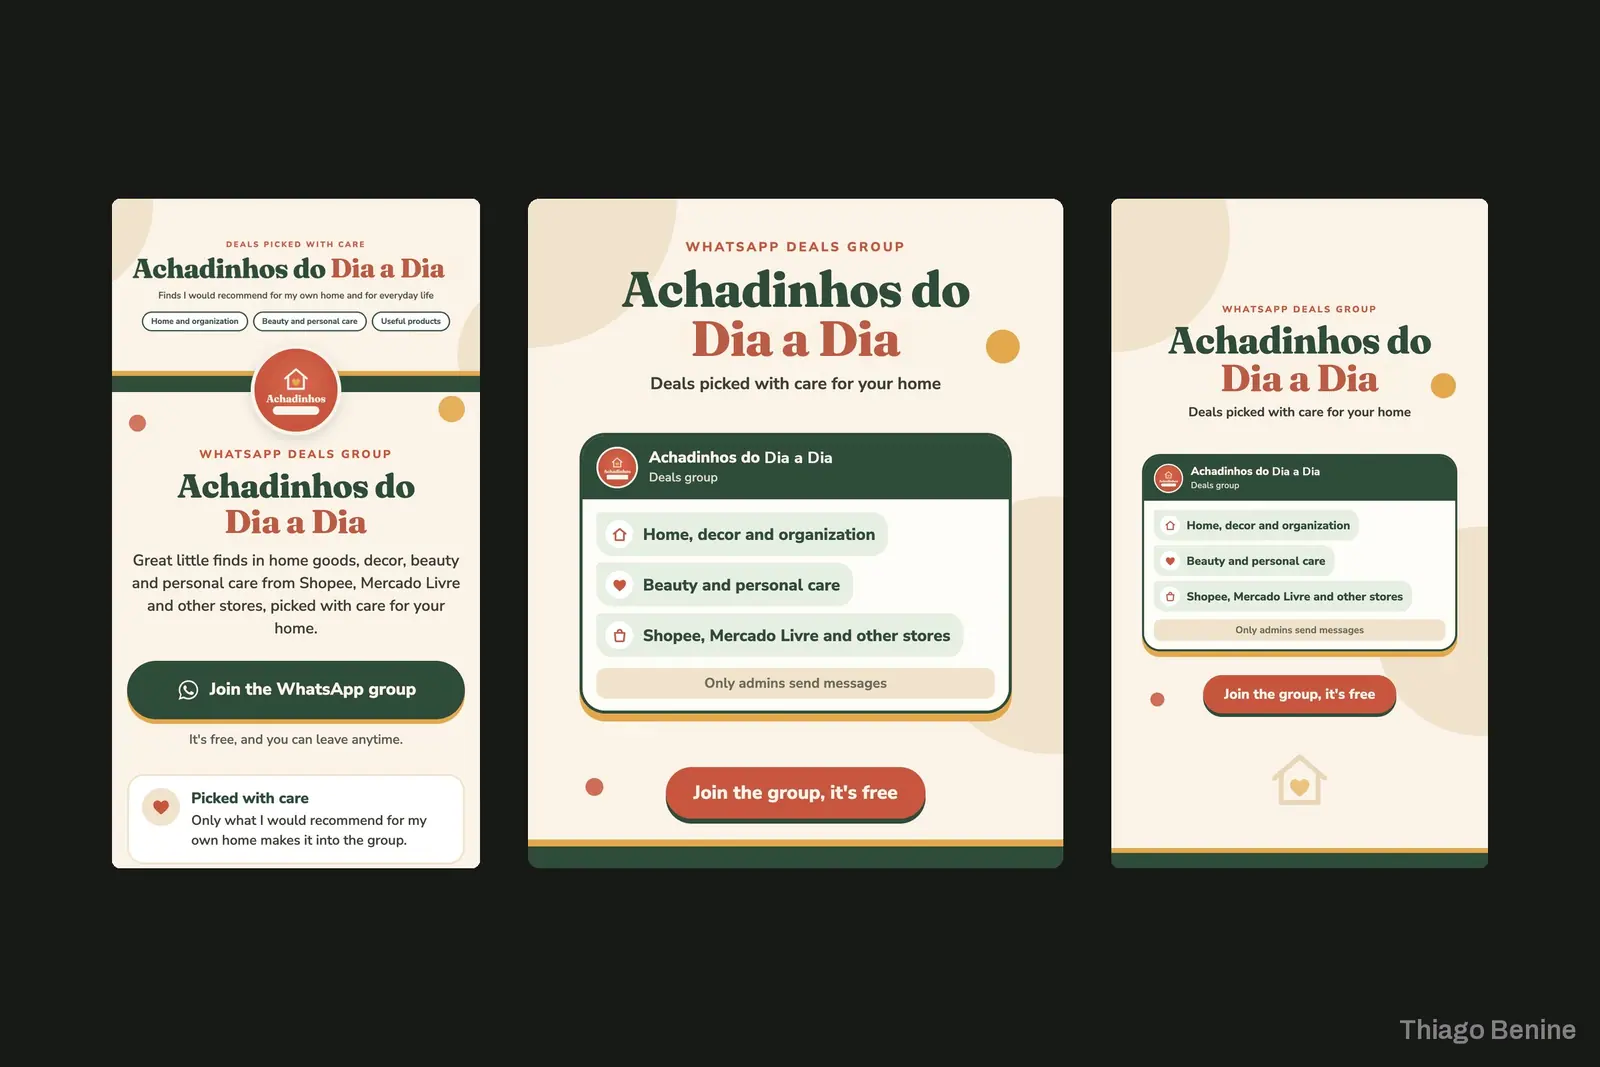 DEALS PICKED WITH CARE
Achadinhos do Dia a Dia
Finds I would recommend for my own home and for everyday life
Home and organization
Beauty and personal care
Useful products
Achadinhos
WHATSAPP DEALS GROUP
Achadinhos do
Dia a Dia
Great little finds in home goods, decor, beauty
and personal care from Shopee, Mercado Livre
and other stores, picked with care for your
home.
Join the WhatsApp group
It's free, and you can leave anytime.
Picked with care
Only what I would recommend for my
own home makes it into the group.
WHATSAPP DEALS GROUP
Achadinhos do
Dia a Dia
Deals picked with care for your home
Achadinhos
Achadinhos do Dia a Dia
Deals group
Home, decor and organization
Beauty and personal care
Shopee, Mercado Livre and other stores
Only admins send messages
Join the group, it's free
WHATSAPP DEALS GROUP
Achadinhos do
Dia a Dia
Deals picked with care for your home
Achadinhos
Achadinhos do Dia a Dia
Deals group
Home, decor and organization
Beauty and personal care
Shopee, Mercado Livre and other stores
Only admins send messages
Join the group, it's free
Thiago Benine